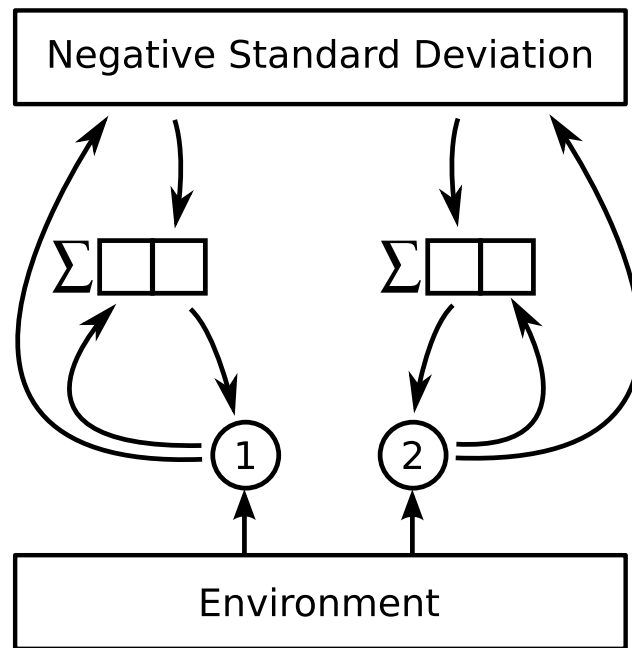 Negative Standard Deviation
Σ Σ
1 2
Environment